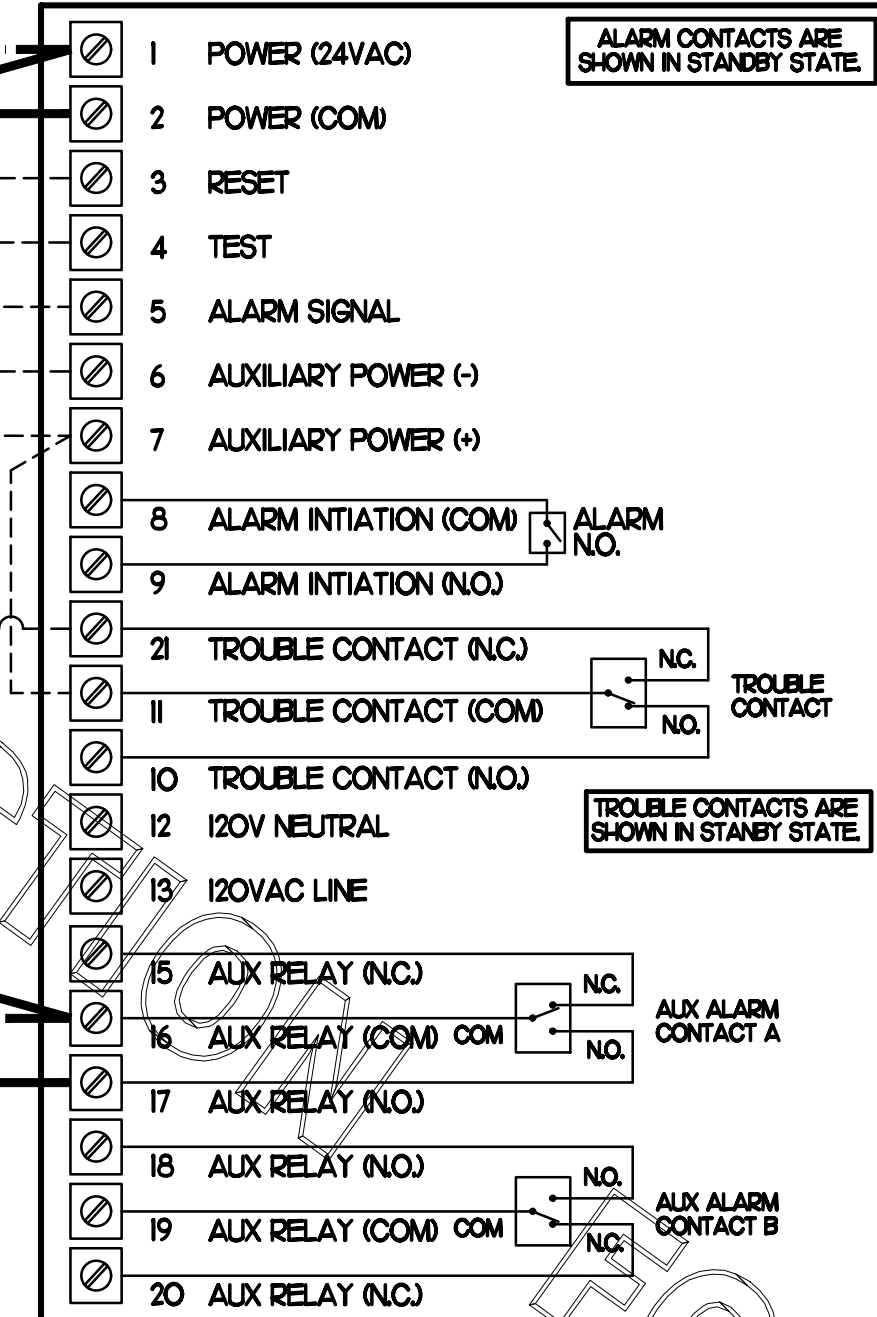 ALARM CONTACTS ARE
SHOWN IN STANDBY STATE.
1 POWER (24VAC)
2 POWER (COM)
3 RESET
4 TEST
5 ALARM SIGNAL
6 AUXILIARY POWER (-)
7 AUXILIARY POWER (+)
8 ALARM INTIATION (COM)
ALARM
N.O.
9 ALARM INTIATION (N.O.)
21 TROUBLE CONTACT (N.C.)
N.C.
TROUBLE
CONTACT
11 TROUBLE CONTACT (COM)
N.O.
10 TROUBLE CONTACT (N.O.)
TROUBLE CONTACTS ARE
SHOWN IN STANBY STATE.
12 120V NEUTRAL
13 120VAC LINE
15 AUX RELAY (N.C.)
N.C.
AUX ALARM
CONTACT A
16 AUX RELAY (COM) COM
N.O.
17 AUX RELAY (N.O.)
18 AUX RELAY (N.O.)
N.O.
AUX ALARM
CONTACT B
19 AUX RELAY (COM) COM
N.C.
20 AUX RELAY (N.C.)